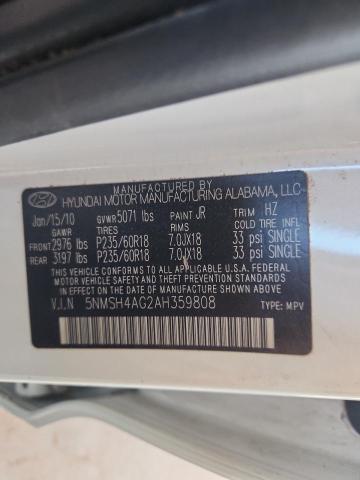 MANUFACTURED BY
HYUNDAI MOTOR MANUFACTURING ALABAMA, LLC
Jan/15/10 GVWR 5071 lbs PAINT JR TRIM HZ
GAWR TIRES RIMS COLD TIRE INFL
FRONT 2976 lbs P235/60R18 7.0JX18 33 psi SINGLE
REAR 3197 lbs P235/60R18 7.0JX18 33 psi SINGLE
THIS VEHICLE CONFORMS TO ALL APPLICABLE U.S.A. FEDERAL
MOTOR VEHICLE SAFETY, BUMPER, AND THEFT PREVENTION
STANDARDS IN EFFECT ON THE DATE OF MANUFACTURE SHOWN ABOVE.
V.I.N 5NMSH4AG2AH359808
TYPE: MPV